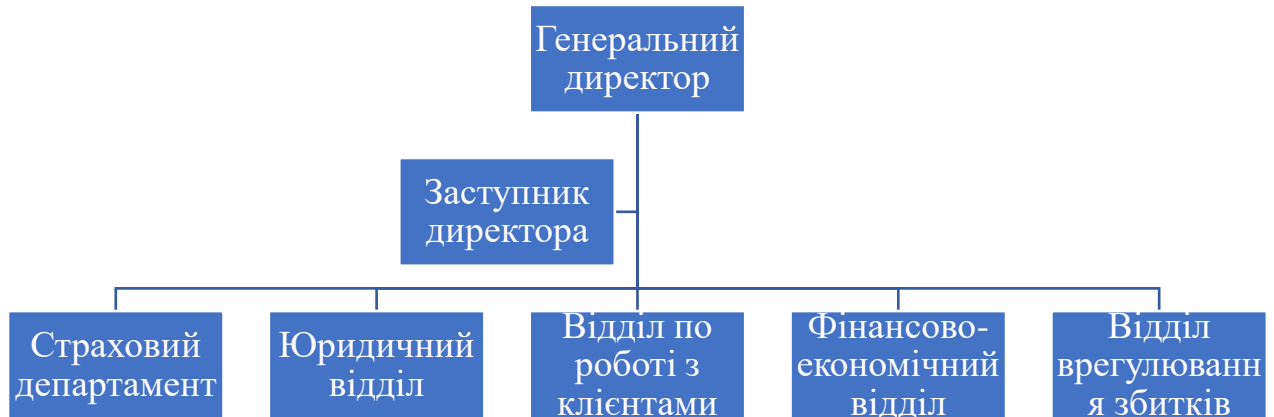 Генеральний
директор
Заступник
директора
Страховий
департамент
Юридичний
відділ
Відділ по
роботі з
клієнтами
Фінансово-
економічний
відділ
Відділ
врегулюванн
я збитків